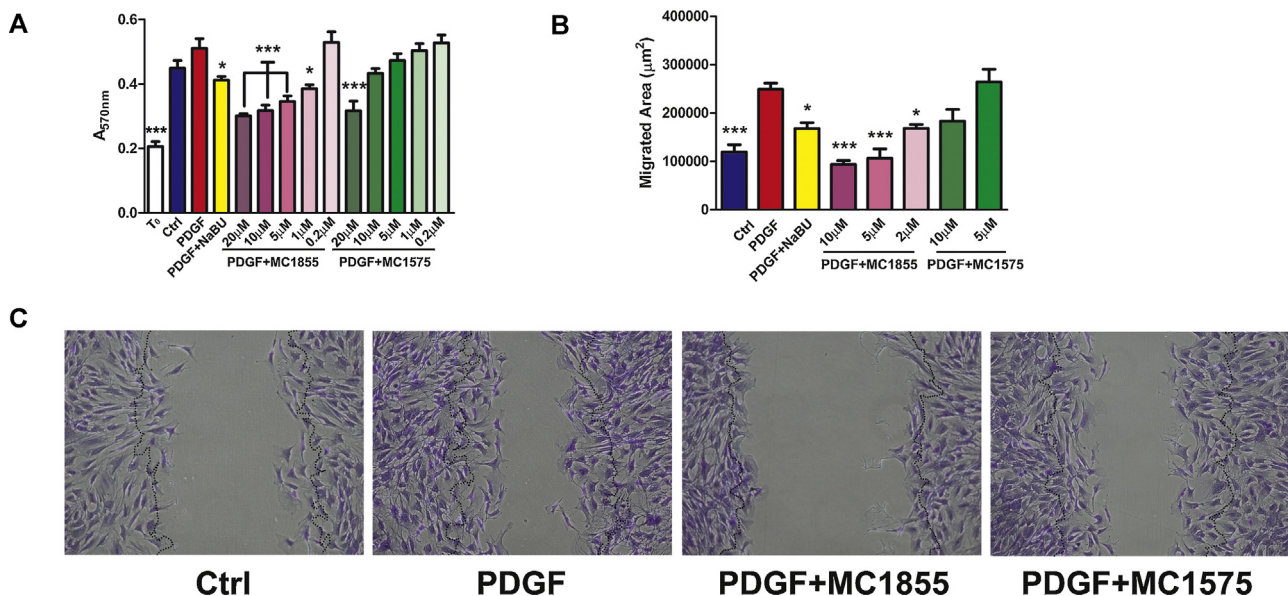 A
A570nm
0.6
0.4
0.2
0.0
***
*
***
*
***
T0
Ctrl
PDGF
PDGF+NaBU
20μM
10μM
5μM
1μM
0.2μM
20μM
10μM
5μM
1μM
0.2μM
PDGF+MC1855
PDGF+MC1575
B
Migrated Area (μm²)
400000
300000
200000
100000
0
***
*
***
***
*
Ctrl
PDGF
PDGF+NaBU
10μM
5μM
2μM
10μM
5μM
PDGF+MC1855
PDGF+MC1575
C
Ctrl
PDGF
PDGF+MC1855
PDGF+MC1575